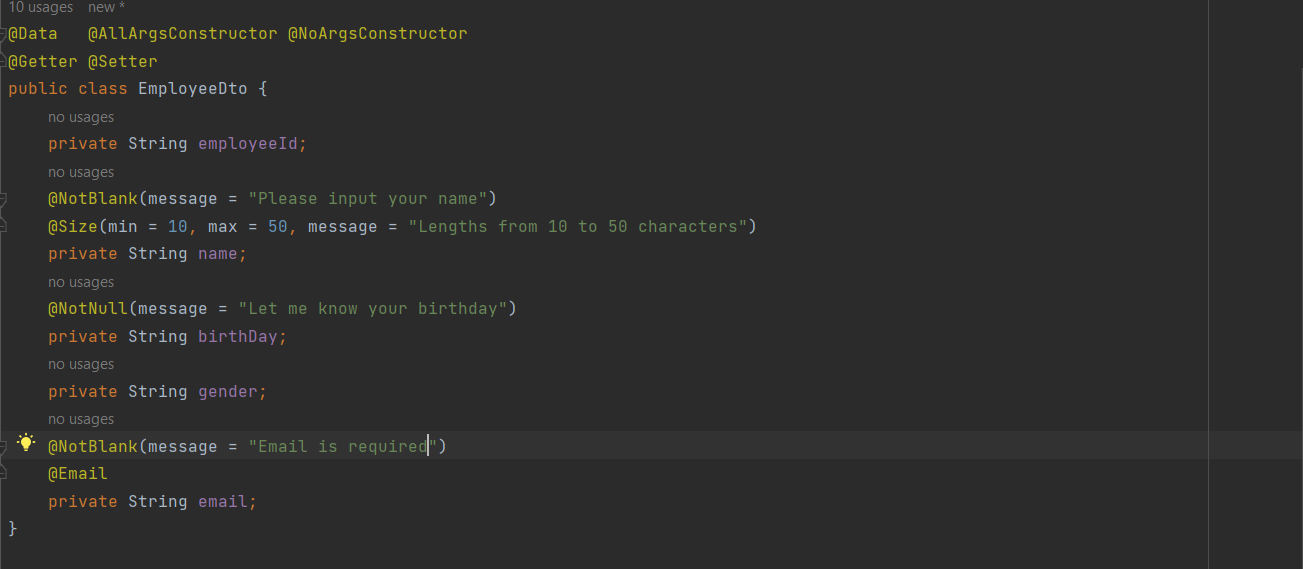 10 usages   new *
@Data   @AllArgsConstructor @NoArgsConstructor
@Getter @Setter
public class EmployeeDto {
    no usages
    private String employeeId;
    no usages
    @NotBlank(message = "Please input your name")
    @Size(min = 10, max = 50, message = "Lengths from 10 to 50 characters")
    private String name;
    no usages
    @NotNull(message = "Let me know your birthday")
    private String birthDay;
    no usages
    private String gender;
    no usages
    @NotBlank(message = "Email is required")
    @Email
    private String email;
}